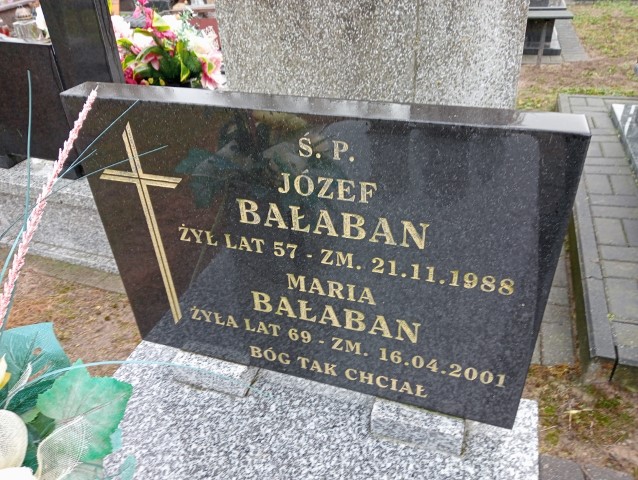 Ś. P.
JÓZEF
BAŁABAN
ŻYŁ LAT 57 - ZM. 21.11.1988
MARIA
BAŁABAN
ŻYŁA LAT 69 - ZM. 16.04.2001
BÓG TAK CHCIAŁ